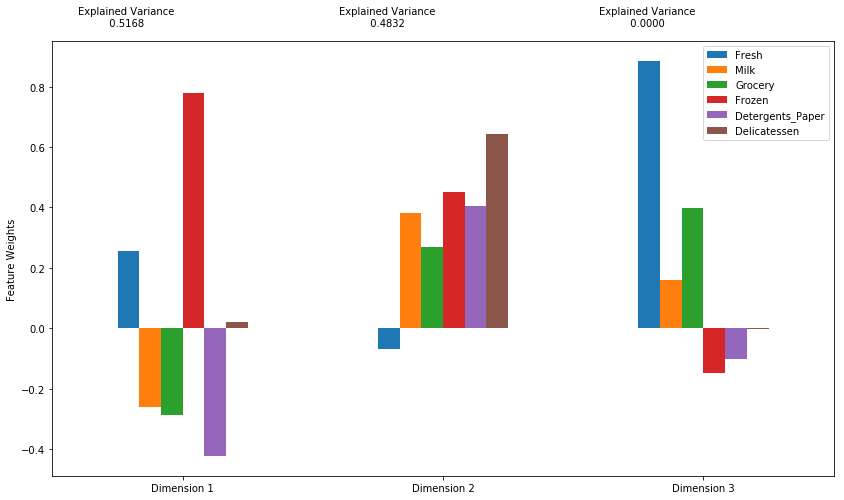 Explained Variance
0.5168
Explained Variance
0.4832
Explained Variance
0.0000
Fresh
Milk
Grocery
Frozen
Detergents_Paper
Delicatessen
Feature Weights
0.8
0.6
0.4
0.2
0.0
−0.2
−0.4
Dimension 1
Dimension 2
Dimension 3